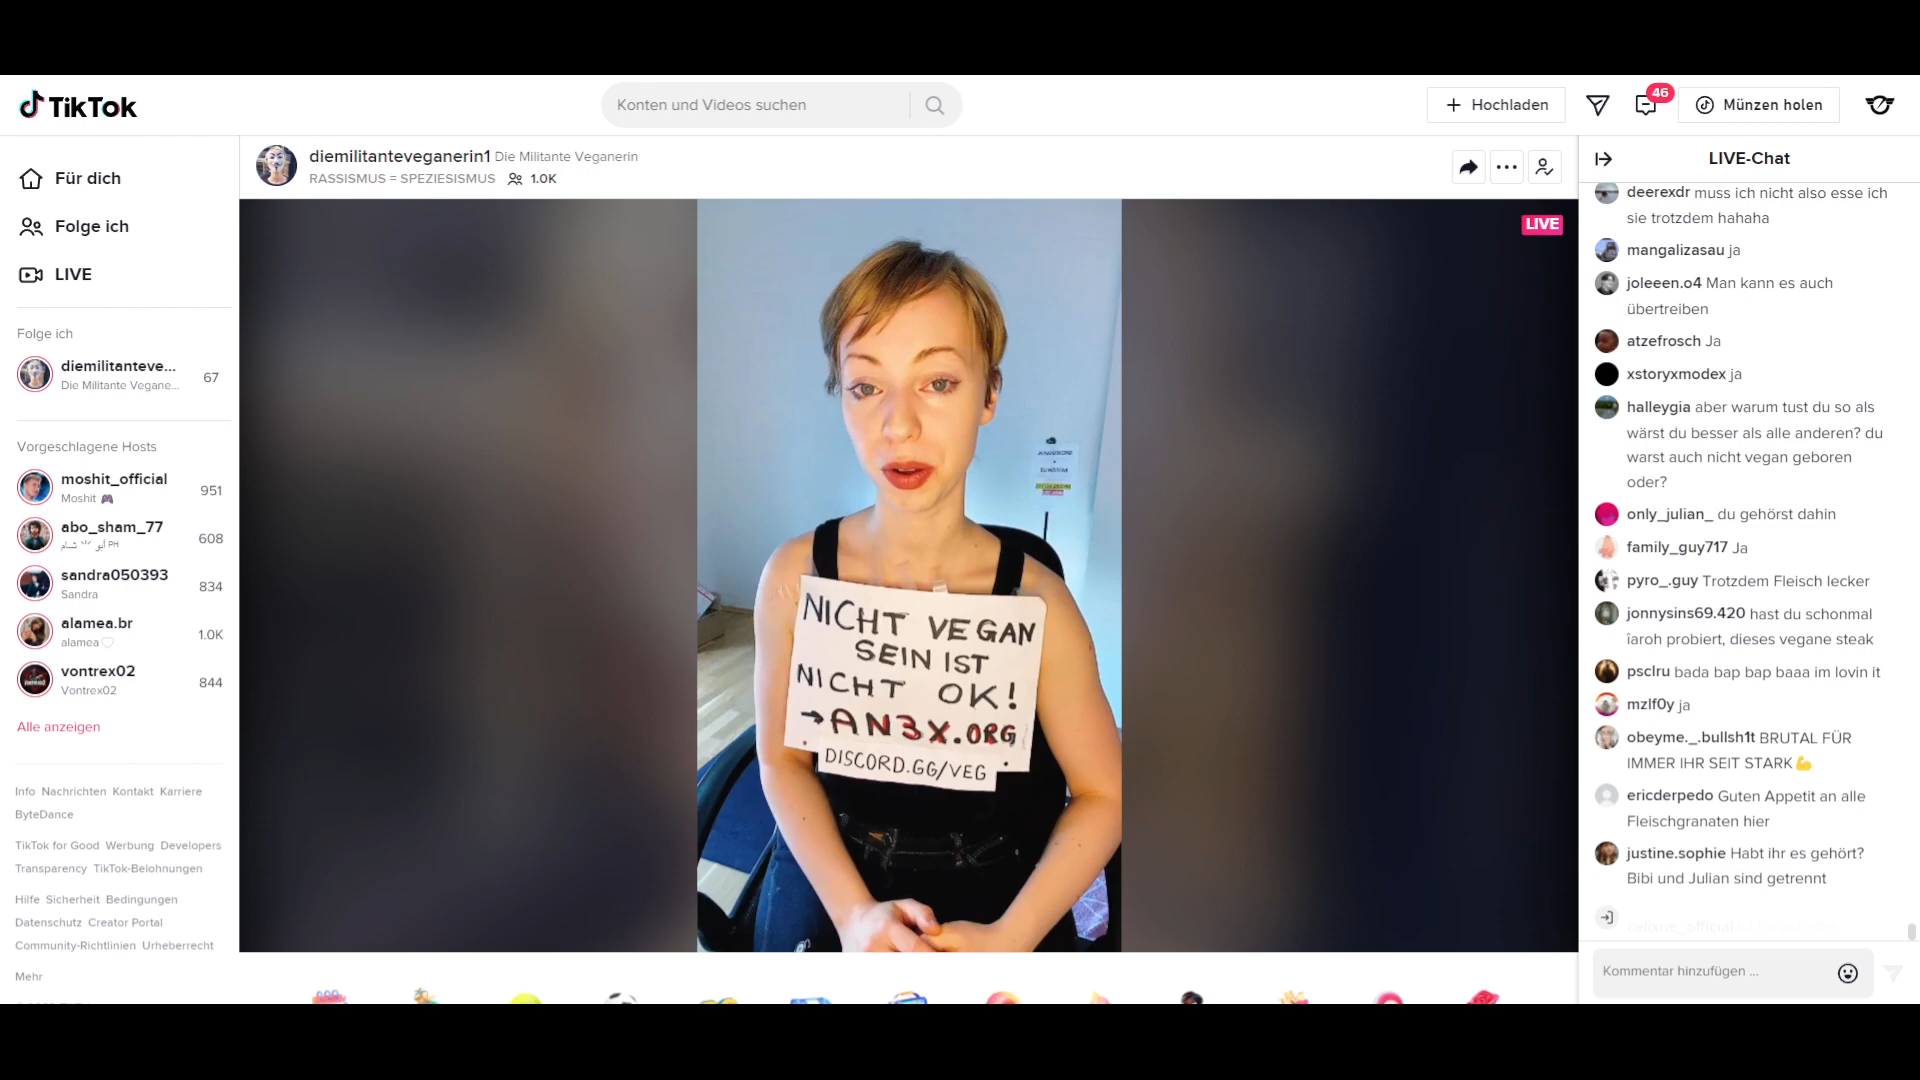 TikTok
Konten und Videos suchen
Hochladen
46
Münzen holen
Für dich
Folge ich
LIVE
Folge ich
diemilitanteve...
Die Militante Vegane...
67
Vorgeschlagene Hosts
moshit_official
Moshit 🎮
951
abo_sham_77
608
sandra050393
Sandra
834
alamea.br
alamea🤍
1.0K
vontrex02
Vontrex02
844
Alle anzeigen
Info Nachrichten Kontakt Karriere
ByteDance
TikTok for Good Werbung Developers
Transparency TikTok-Belohnungen
Hilfe Sicherheit Bedingungen
Datenschutz Creator Portal
Community-Richtlinien Urheberrecht
Mehr
diemilitanteveganerin1 Die Militante Veganerin
RASSISMUS = SPEZIESISMUS 1.0K
LIVE
NICHT VEGAN
SEIN IST
NICHT OK!
→AN3X.ORG
DISCORD.GG/VEG
LIVE-Chat
deerexdr muss ich nicht also esse ich
sie trotzdem hahaha
mangalizasau ja
joleeen.o4 Man kann es auch
übertreiben
atzefrosch Ja
xstoryxmodex ja
halleygia aber warum tust du so als
wärst du besser als alle anderen? du
warst auch nicht vegan geboren
oder?
only_julian_ du gehörst dahin
family_guy717 Ja
pyro_.guy Trotzdem Fleisch lecker
jonnysins69.420 hast du schonmal
îaroh probiert, dieses vegane steak
psclru bada bap bap baaa im lovin it
mzlf0y ja
obeyme._.bullsh1t BRUTAL FÜR
IMMER IHR SEIT STARK💪
ericderpedo Guten Appetit an alle
Fleischgranaten hier
justine.sophie Habt ihr es gehört?
Bibi und Julian sind getrennt
Kommentar hinzufügen ...